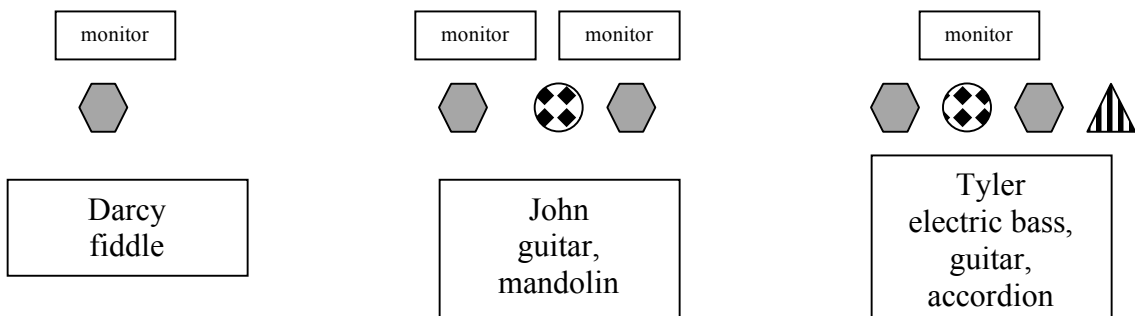 monitor
monitor
monitor
monitor
Darcy
fiddle
John
guitar,
mandolin
Tyler
electric bass,
guitar,
accordion